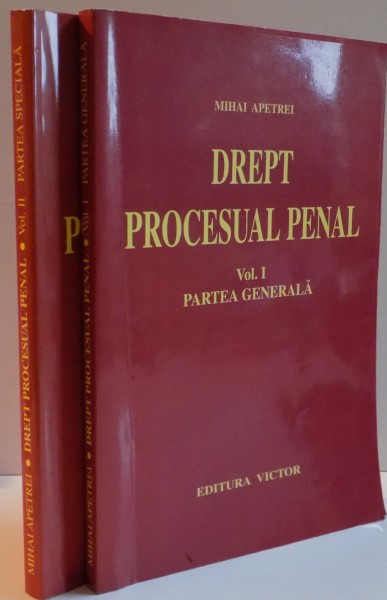 MIHAI APETREI
DREPT
PROCESUAL PENAL
Vol. I
PARTEA GENERALĂ
EDITURA VICTOR
MIHAI APETREI • DREPT PROCESUAL PENAL • Vol. I PARTEA GENERALĂ
MIHAI APETREI • DREPT PROCESUAL PENAL • Vol. II PARTEA SPECIALĂ
P